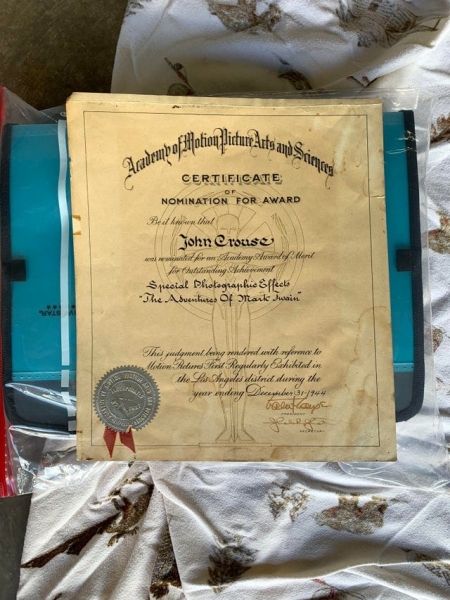 Academy of Motion Picture Arts and Sciences
CERTIFICATE
OF
NOMINATION FOR AWARD
Be it known that
John Crouse
was nominated for an Academy Award of Merit
for Outstanding Achievement
Special Photographic Effects
"The Adventures Of Mark Twain"
This judgment being rendered with reference to
Motion Pictures First Regularly Exhibited in
the Los Angeles district during the
year ending December 31, 1944
PRESIDENT
SECRETARY
STAR